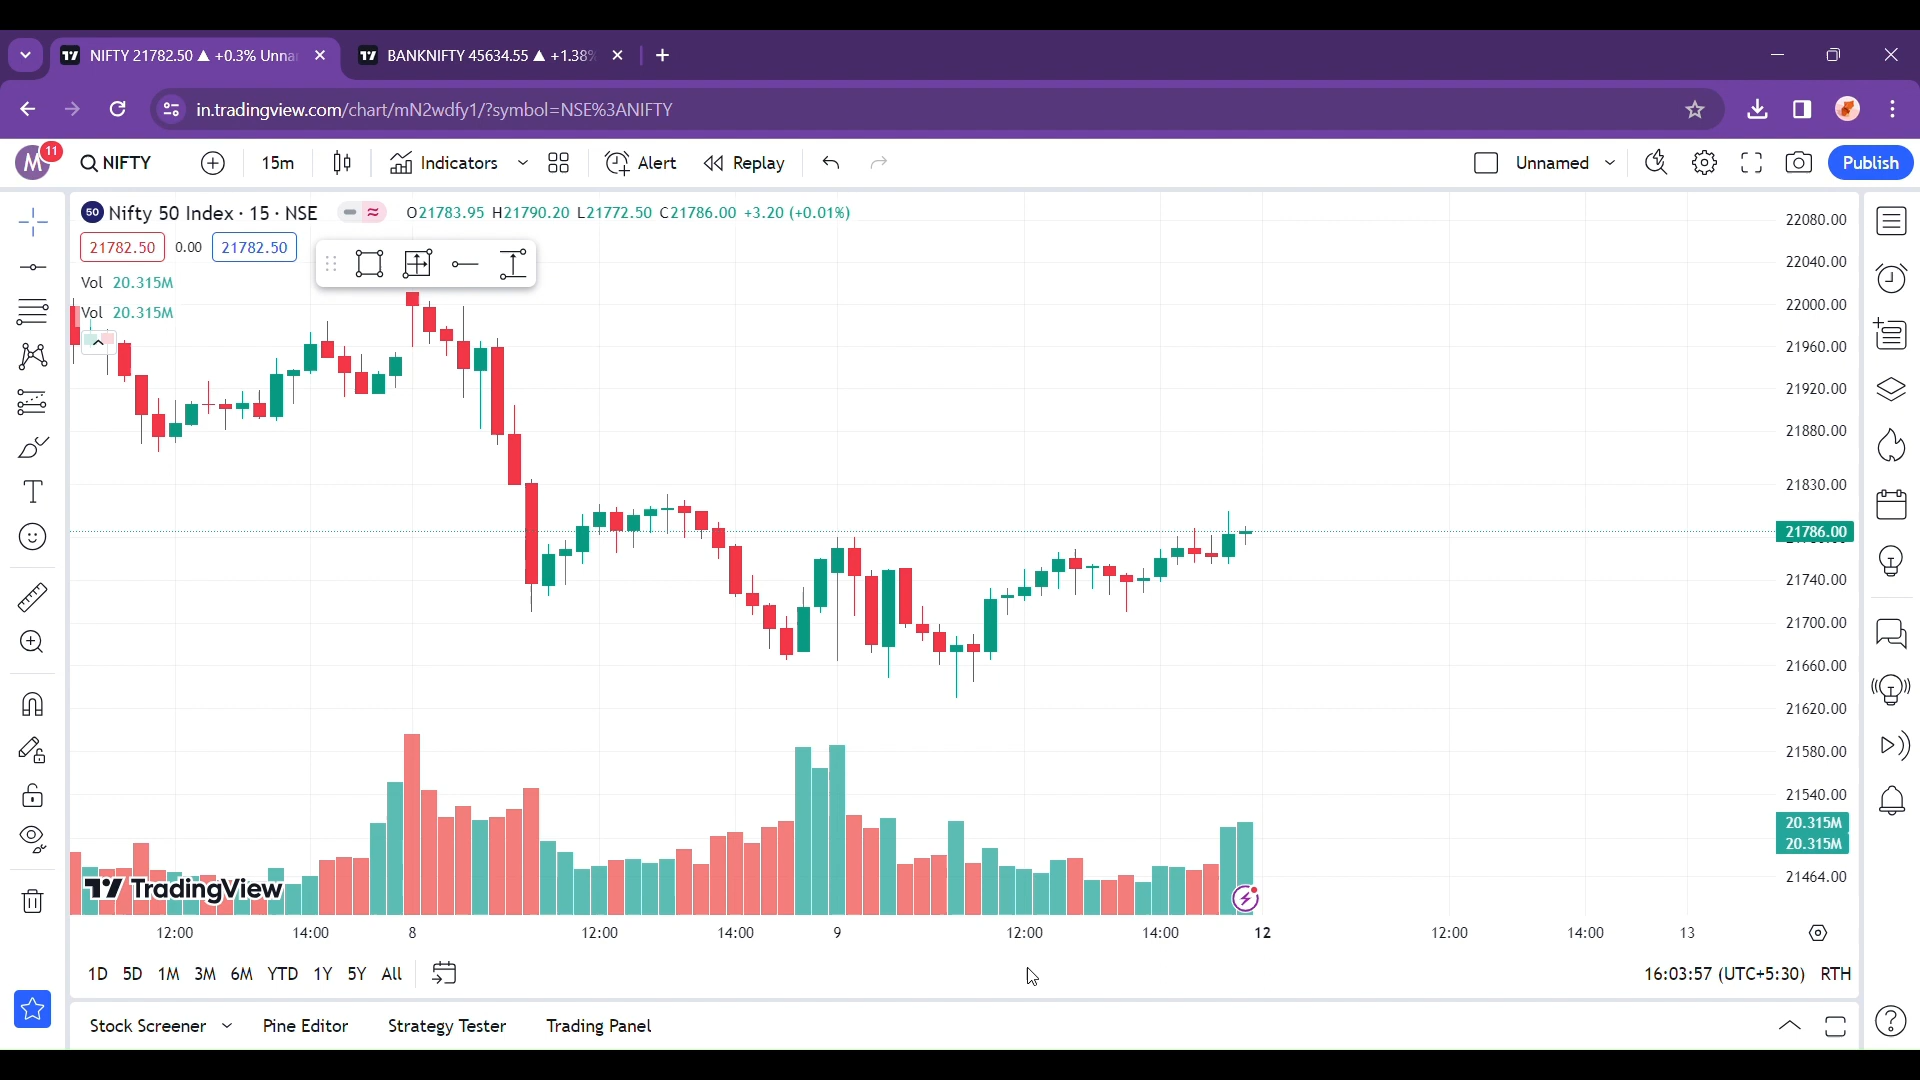 NIFTY 21782.50 ▲ +0.3% Unna
BANKNIFTY 45634.55 ▲ +1.38%
in.tradingview.com/chart/mN2wdfy1/?symbol=NSE%3ANIFTY
M 11 NIFTY 15m Indicators Alert Replay Unnamed Publish
50 Nifty 50 Index · 15 · NSE O21783.95 H21790.20 L21772.50 C21786.00 +3.20 (+0.01%)
21782.50 0.00 21782.50
Vol 20.315M
Vol 20.315M
22080.00
22040.00
22000.00
21960.00
21920.00
21880.00
21830.00
21786.00
21740.00
21700.00
21660.00
21620.00
21580.00
21540.00
20.315M
20.315M
21464.00
TradingView
12:00 14:00 8 12:00 14:00 9 12:00 14:00 12 12:00 14:00 13
1D 5D 1M 3M 6M YTD 1Y 5Y All 16:03:57 (UTC+5:30) RTH
Stock Screener Pine Editor Strategy Tester Trading Panel